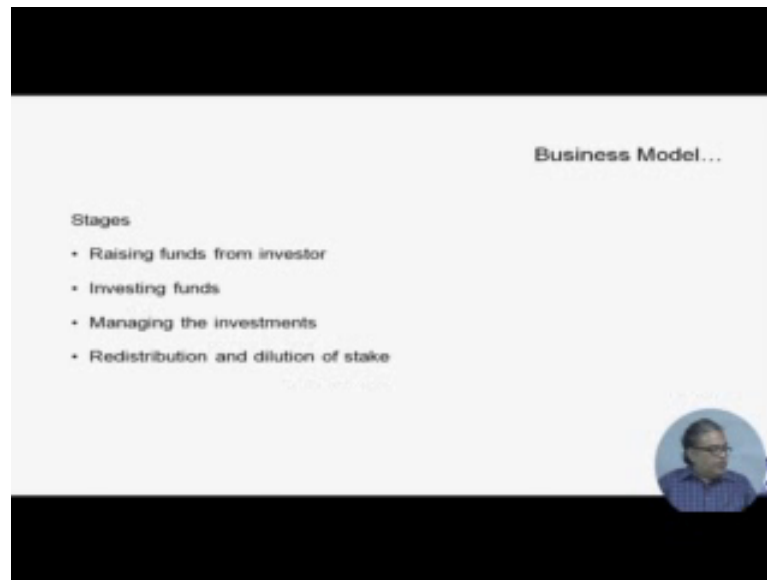 Business Model...
Stages
• Raising funds from investor
• Investing funds
• Managing the investments
• Redistribution and dilution of stake